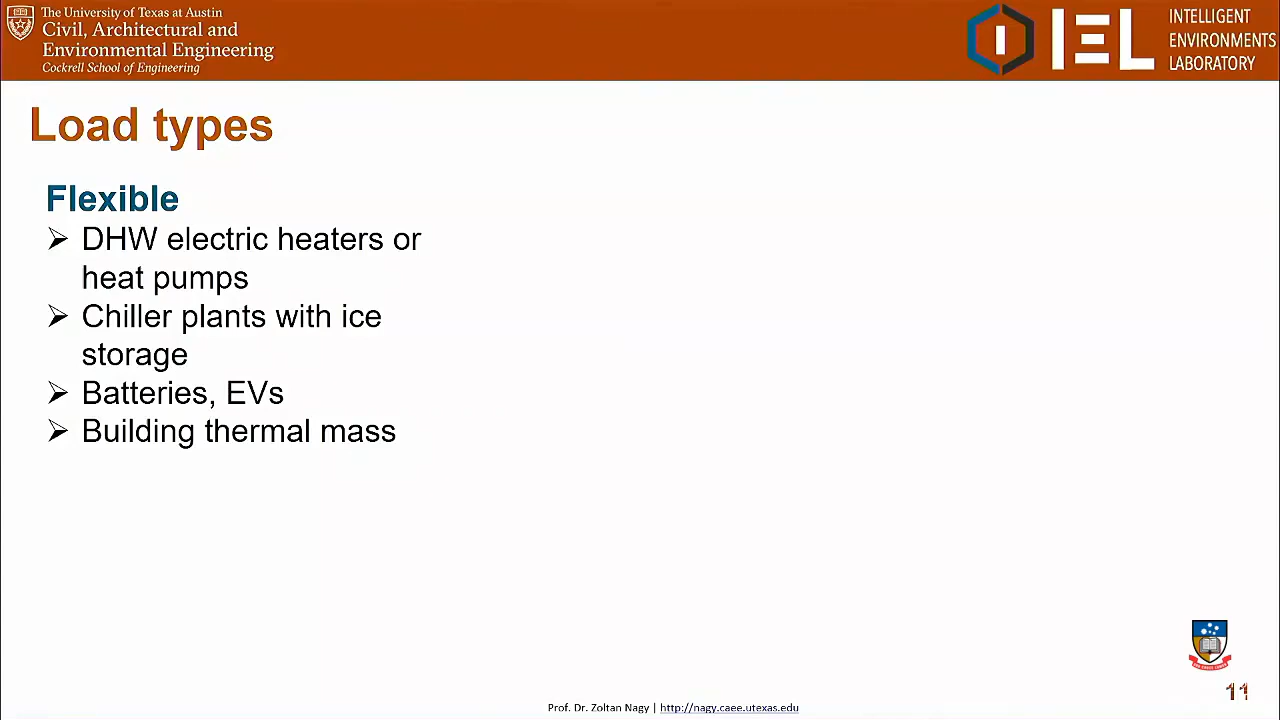 The University of Texas at Austin
Civil, Architectural and
Environmental Engineering
Cockrell School of Engineering
IEL
INTELLIGENT
ENVIRONMENTS
LABORATORY
Load types
Flexible
➢ DHW electric heaters or
heat pumps
➢ Chiller plants with ice
storage
➢ Batteries, EVs
➢ Building thermal mass
11
Prof. Dr. Zoltan Nagy | http://nagy.caee.utexas.edu